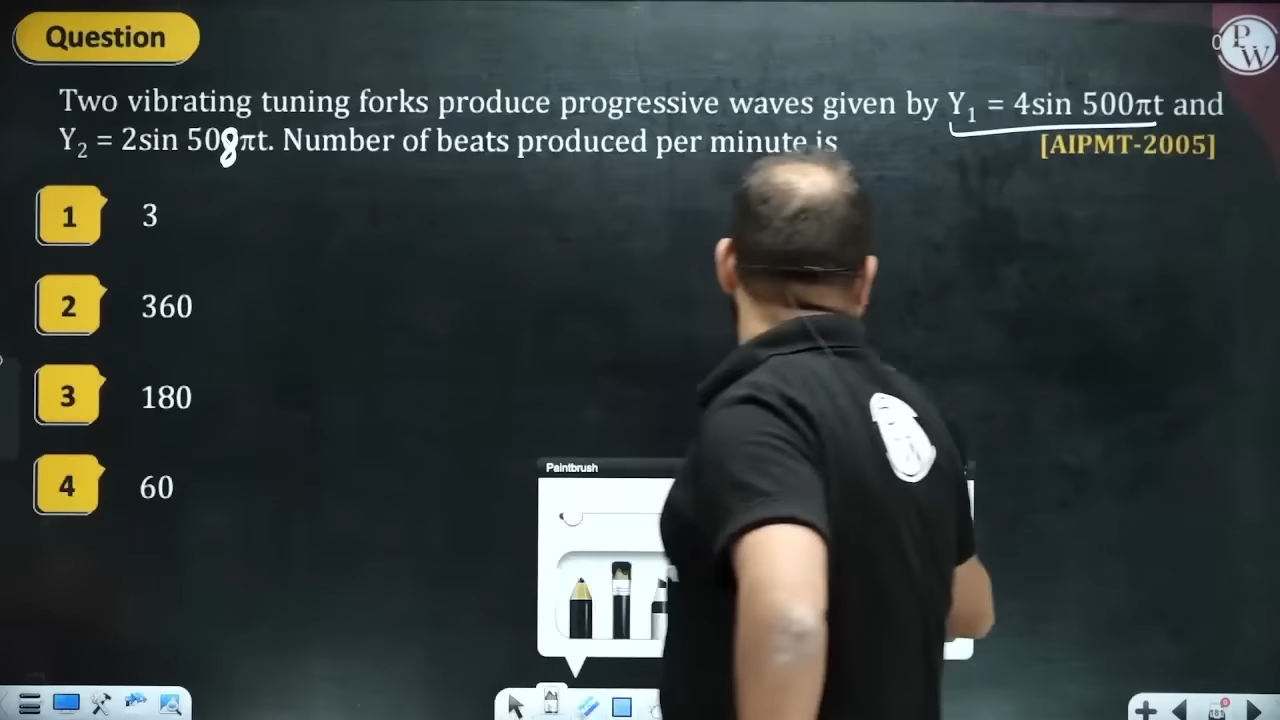 Question
P
W
Two vibrating tuning forks produce progressive waves given by Y₁ = 4sin 500πt and
Y₂ = 2sin 508πt. Number of beats produced per minute is
[AIPMT-2005]
1 3
2 360
3 180
4 60
Paintbrush